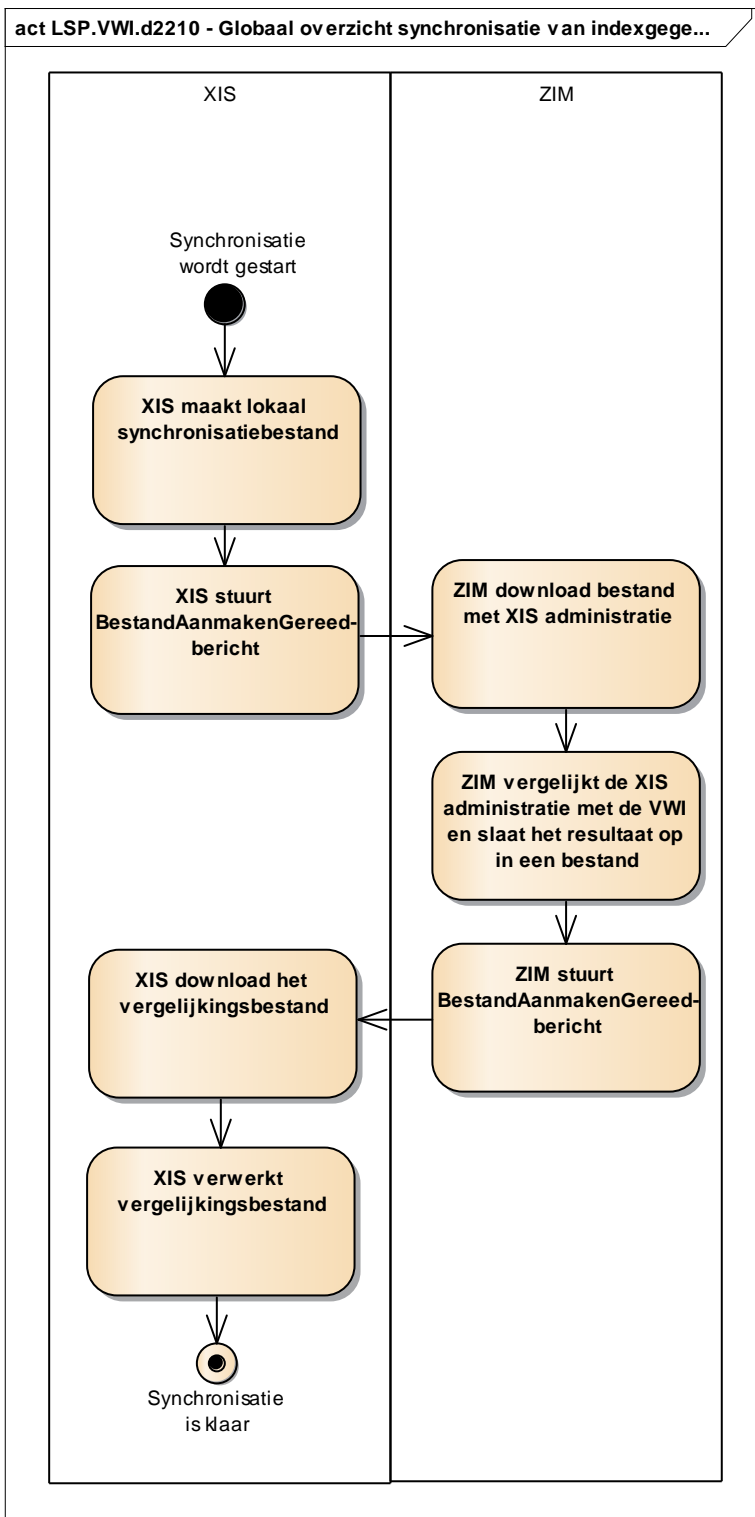 act LSP.VWI.d2210 - Globaal overzicht synchronisatie van indexgege...
XIS
ZIM
Synchronisatie
wordt gestart
XIS maakt lokaal
synchronisatiebestand
XIS stuurt
BestandAanmakenGereed-
bericht
ZIM download bestand
met XIS administratie
ZIM vergelijkt de XIS
administratie met de VWI
en slaat het resultaat op
in een bestand
ZIM stuurt
BestandAanmakenGereed-
bericht
XIS download het
vergelijkingsbestand
XIS verwerkt
vergelijkingsbestand
Synchronisatie
is klaar